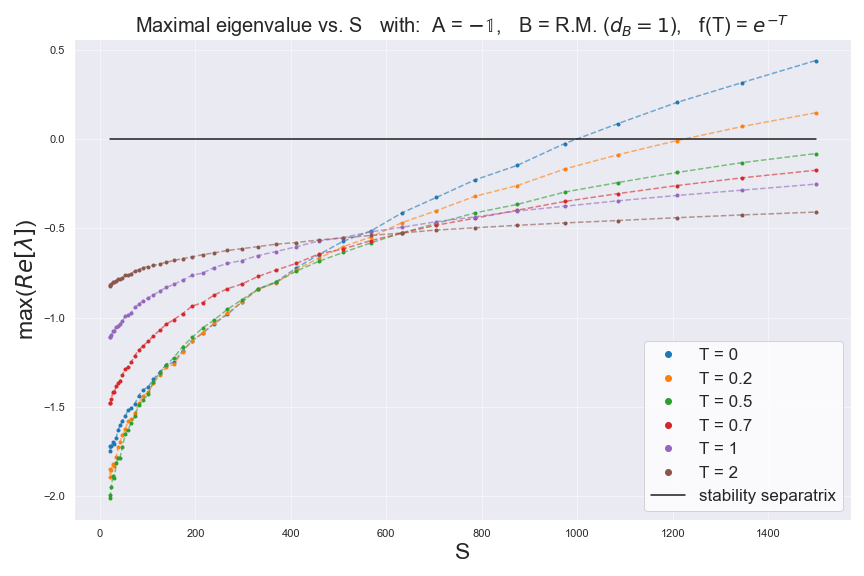 Maximal eigenvalue vs. S   with:  A = −𝟙,   B = R.M. (d_B = 1),   f(T) = e^{−T}
0.5
0.0
−0.5
−1.0
−1.5
−2.0
max(Re[λ])
0 200 400 600 800 1000 1200 1400
S
T = 0
T = 0.2
T = 0.5
T = 0.7
T = 1
T = 2
stability separatrix